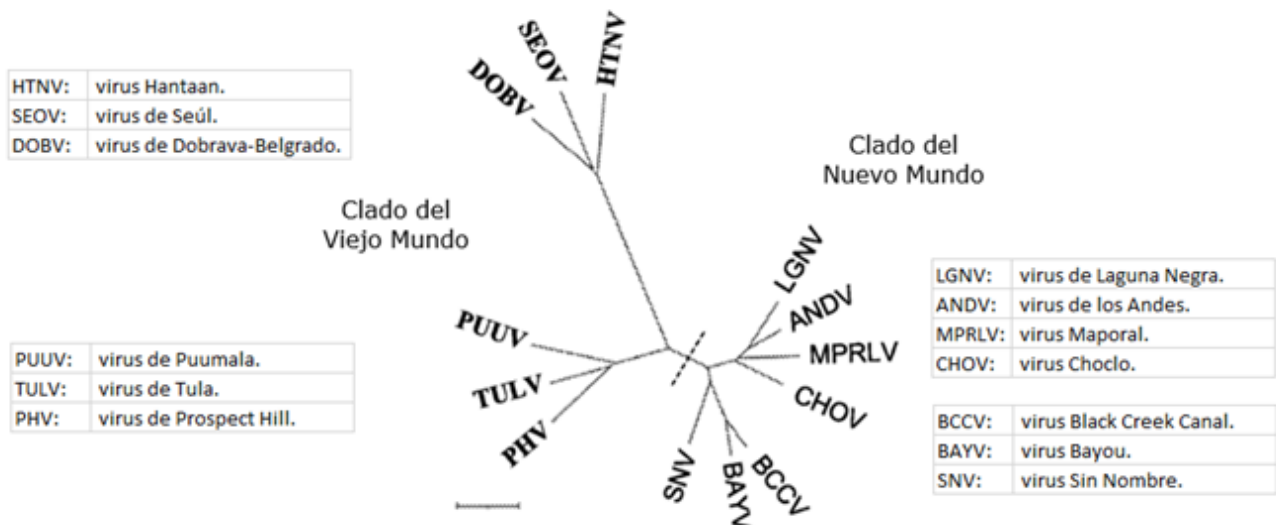 HTNV: virus Hantaan.
SEOV: virus de Seúl.
DOBV: virus de Dobrava-Belgrado.
DOBV
SEOV
HTNV
Clado del
Nuevo Mundo
Clado del
Viejo Mundo
LGNV
ANDV
MPRLV
CHOV
LGNV: virus de Laguna Negra.
ANDV: virus de los Andes.
MPRLV: virus Maporal.
CHOV: virus Choclo.
PUUV
TULV
PHV
PUUV: virus de Puumala.
TULV: virus de Tula.
PHV: virus de Prospect Hill.
SNV
BAYV
BCCV
BCCV: virus Black Creek Canal.
BAYV: virus Bayou.
SNV: virus Sin Nombre.